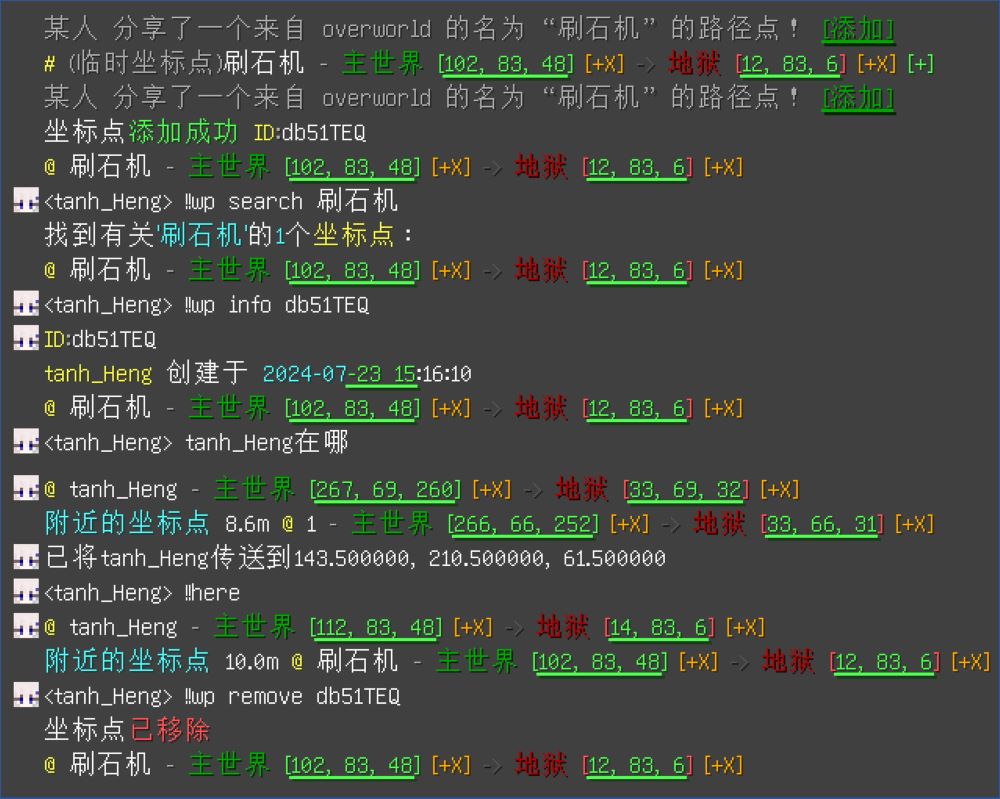 某人 分享了一个来自 overworld 的名为 “刷石机” 的路径点！ [添加]
# (临时坐标点)刷石机 - 主世界 [102, 83, 48] [+X] -> 地狱 [12, 83, 6] [+X] [+]
某人 分享了一个来自 overworld 的名为 “刷石机” 的路径点！ [添加]
坐标点添加成功 ID:db51TEQ
@ 刷石机 - 主世界 [102, 83, 48] [+X] -> 地狱 [12, 83, 6] [+X]
<tanh_Heng> !!wp search 刷石机
找到有关'刷石机'的1个坐标点：
@ 刷石机 - 主世界 [102, 83, 48] [+X] -> 地狱 [12, 83, 6] [+X]
<tanh_Heng> !!wp info db51TEQ
ID:db51TEQ
tanh_Heng 创建于 2024-07-23 15:16:10
@ 刷石机 - 主世界 [102, 83, 48] [+X] -> 地狱 [12, 83, 6] [+X]
<tanh_Heng> tanh_Heng在哪
@ tanh_Heng - 主世界 [267, 69, 260] [+X] -> 地狱 [33, 69, 32] [+X]
附近的坐标点 8.6m @ 1 - 主世界 [266, 66, 252] [+X] -> 地狱 [33, 66, 31] [+X]
已将tanh_Heng传送到143.500000, 210.500000, 61.500000
<tanh_Heng> !!here
@ tanh_Heng - 主世界 [112, 83, 48] [+X] -> 地狱 [14, 83, 6] [+X]
附近的坐标点 10.0m @ 刷石机 - 主世界 [102, 83, 48] [+X] -> 地狱 [12, 83, 6] [+X]
<tanh_Heng> !!wp remove db51TEQ
坐标点已移除
@ 刷石机 - 主世界 [102, 83, 48] [+X] -> 地狱 [12, 83, 6] [+X]